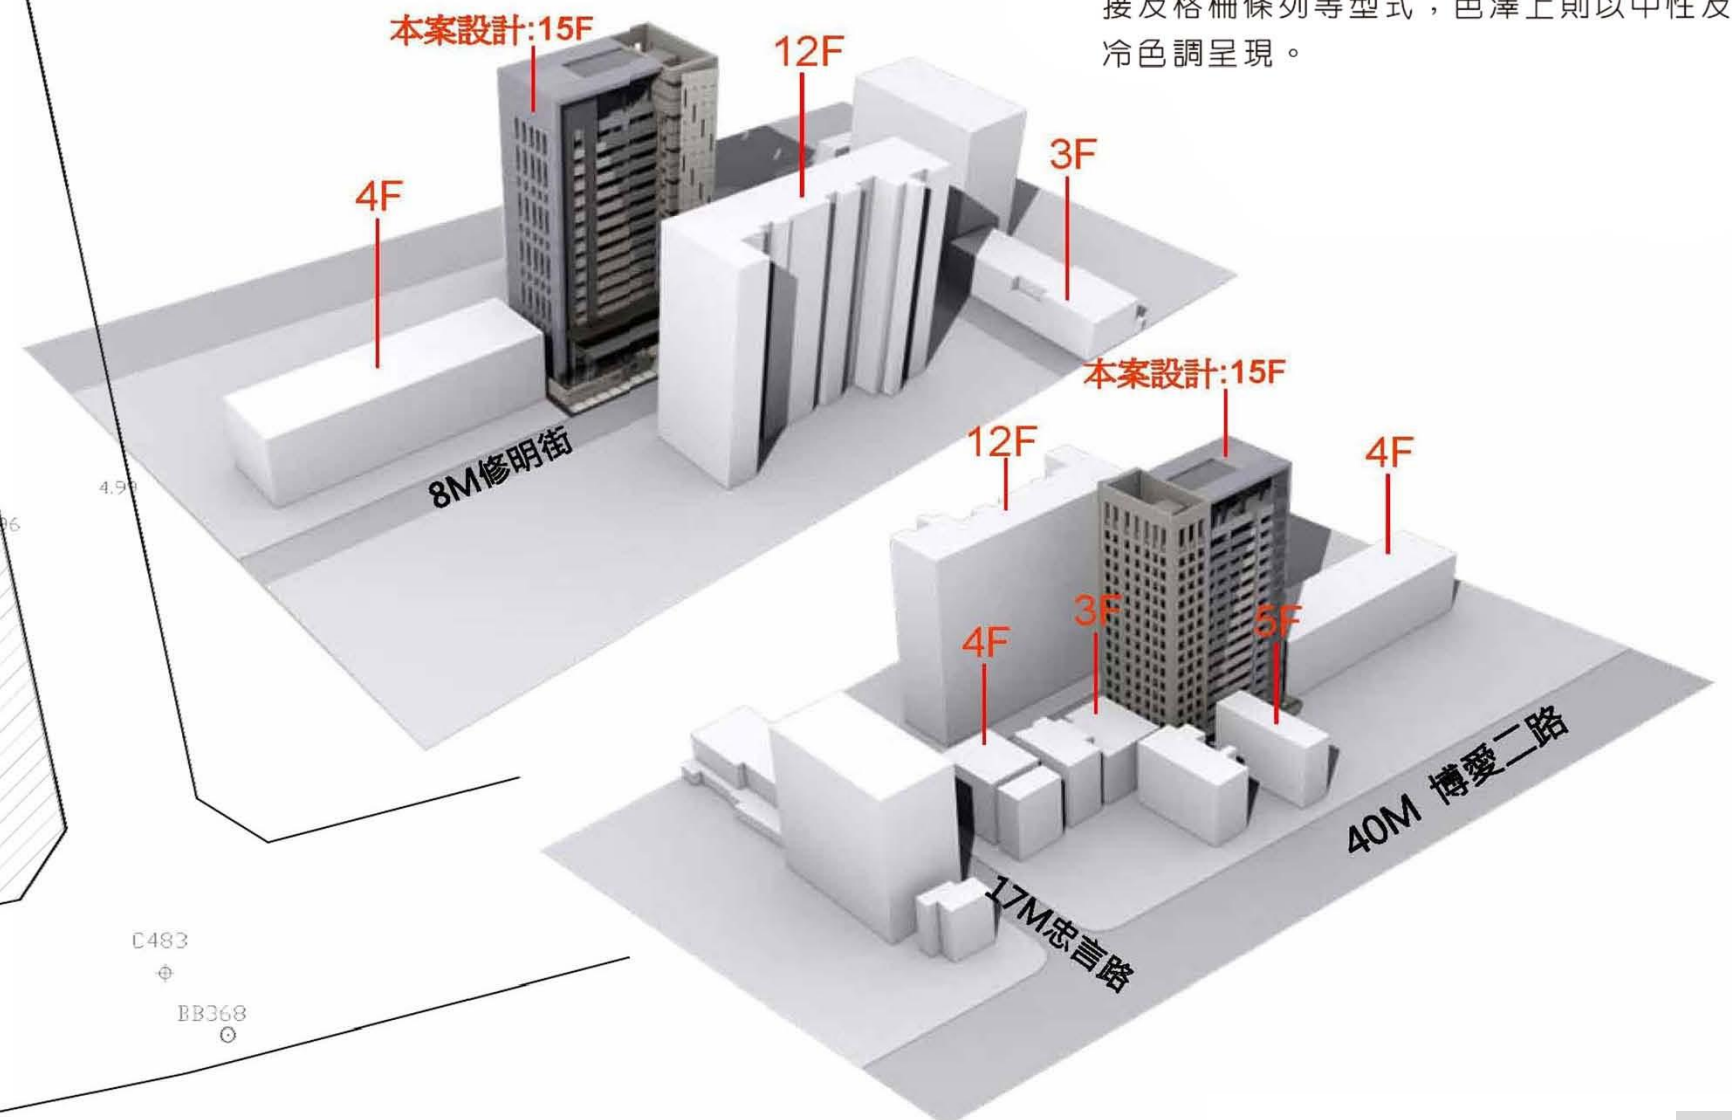 接及格柵條列等型式，色澤上則以中性及
冷色調呈現。
本案設計:15F
12F
3F
4F
8M修明街
本案設計:15F
12F
4F
3F
5F
4F
40M 博愛二路
17M忠言路
C483
BB368